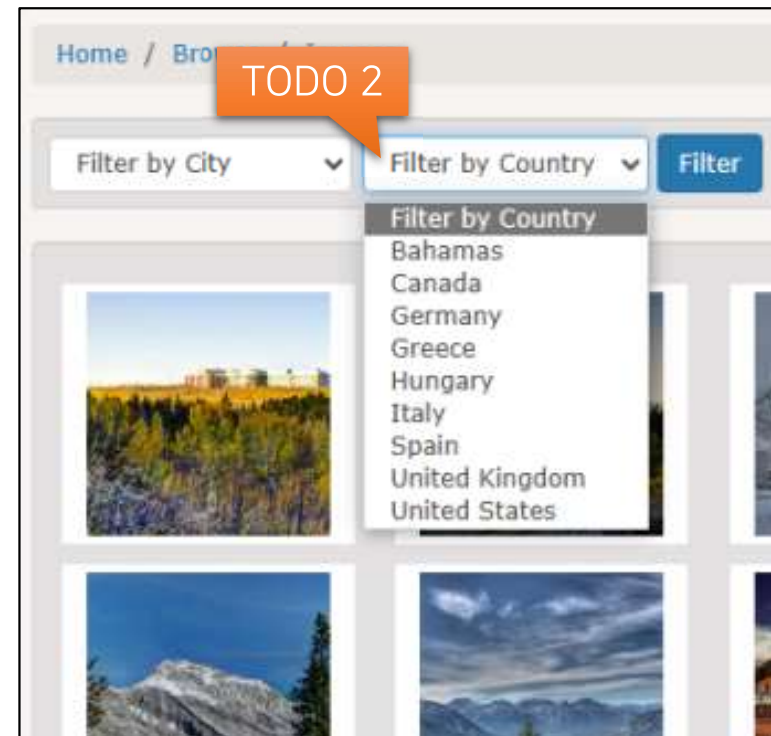 Home / Bro
TODO 2
Filter by City Filter by Country Filter
Filter by Country
Bahamas
Canada
Germany
Greece
Hungary
Italy
Spain
United Kingdom
United States